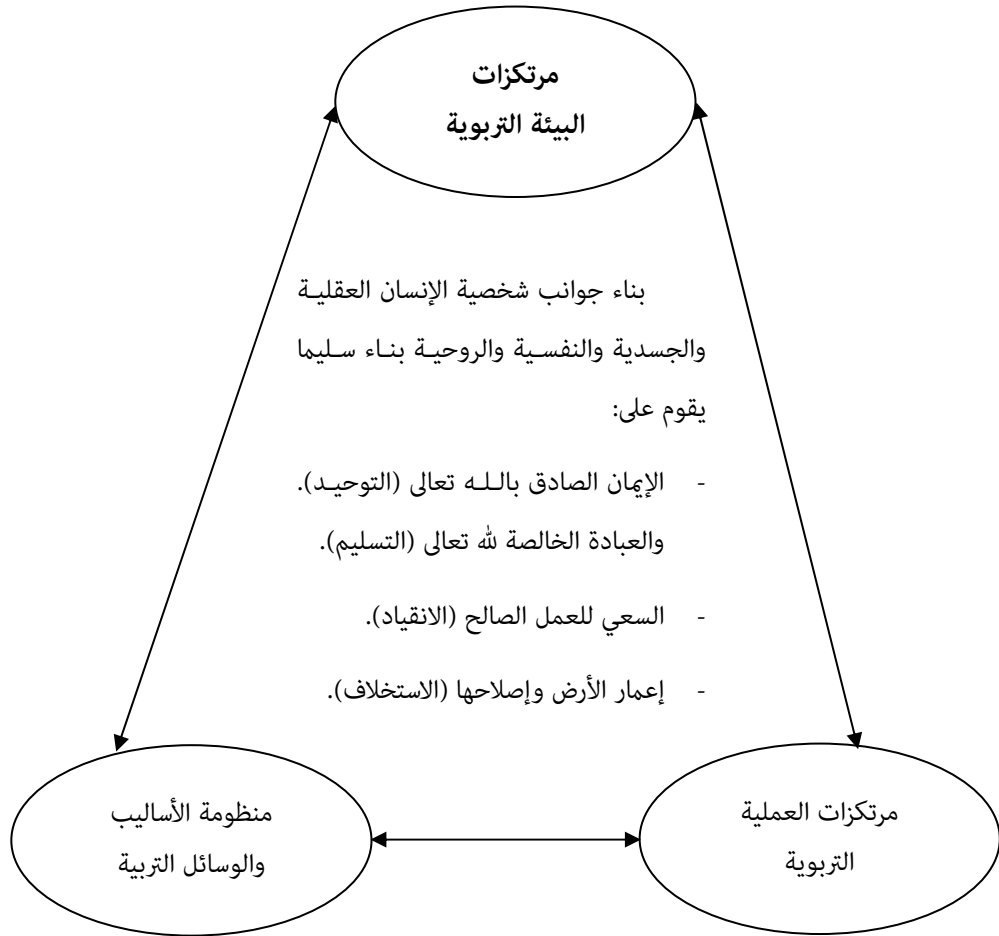 مرتكزات
البيئة التربوية
بناء جوانب شخصية الإنسان العقلية
والجسدية والنفسية والروحية بناء سليما
يقوم على:
- الإيمان الصادق بالله تعالى (التوحيد).
والعبادة الخالصة لله تعالى (التسليم).
- السعي للعمل الصالح (الانقياد).
- إعمار الأرض وإصلاحها (الاستخلاف).
مرتكزات العملية
التربوية
منظومة الأساليب
والوسائل التربية